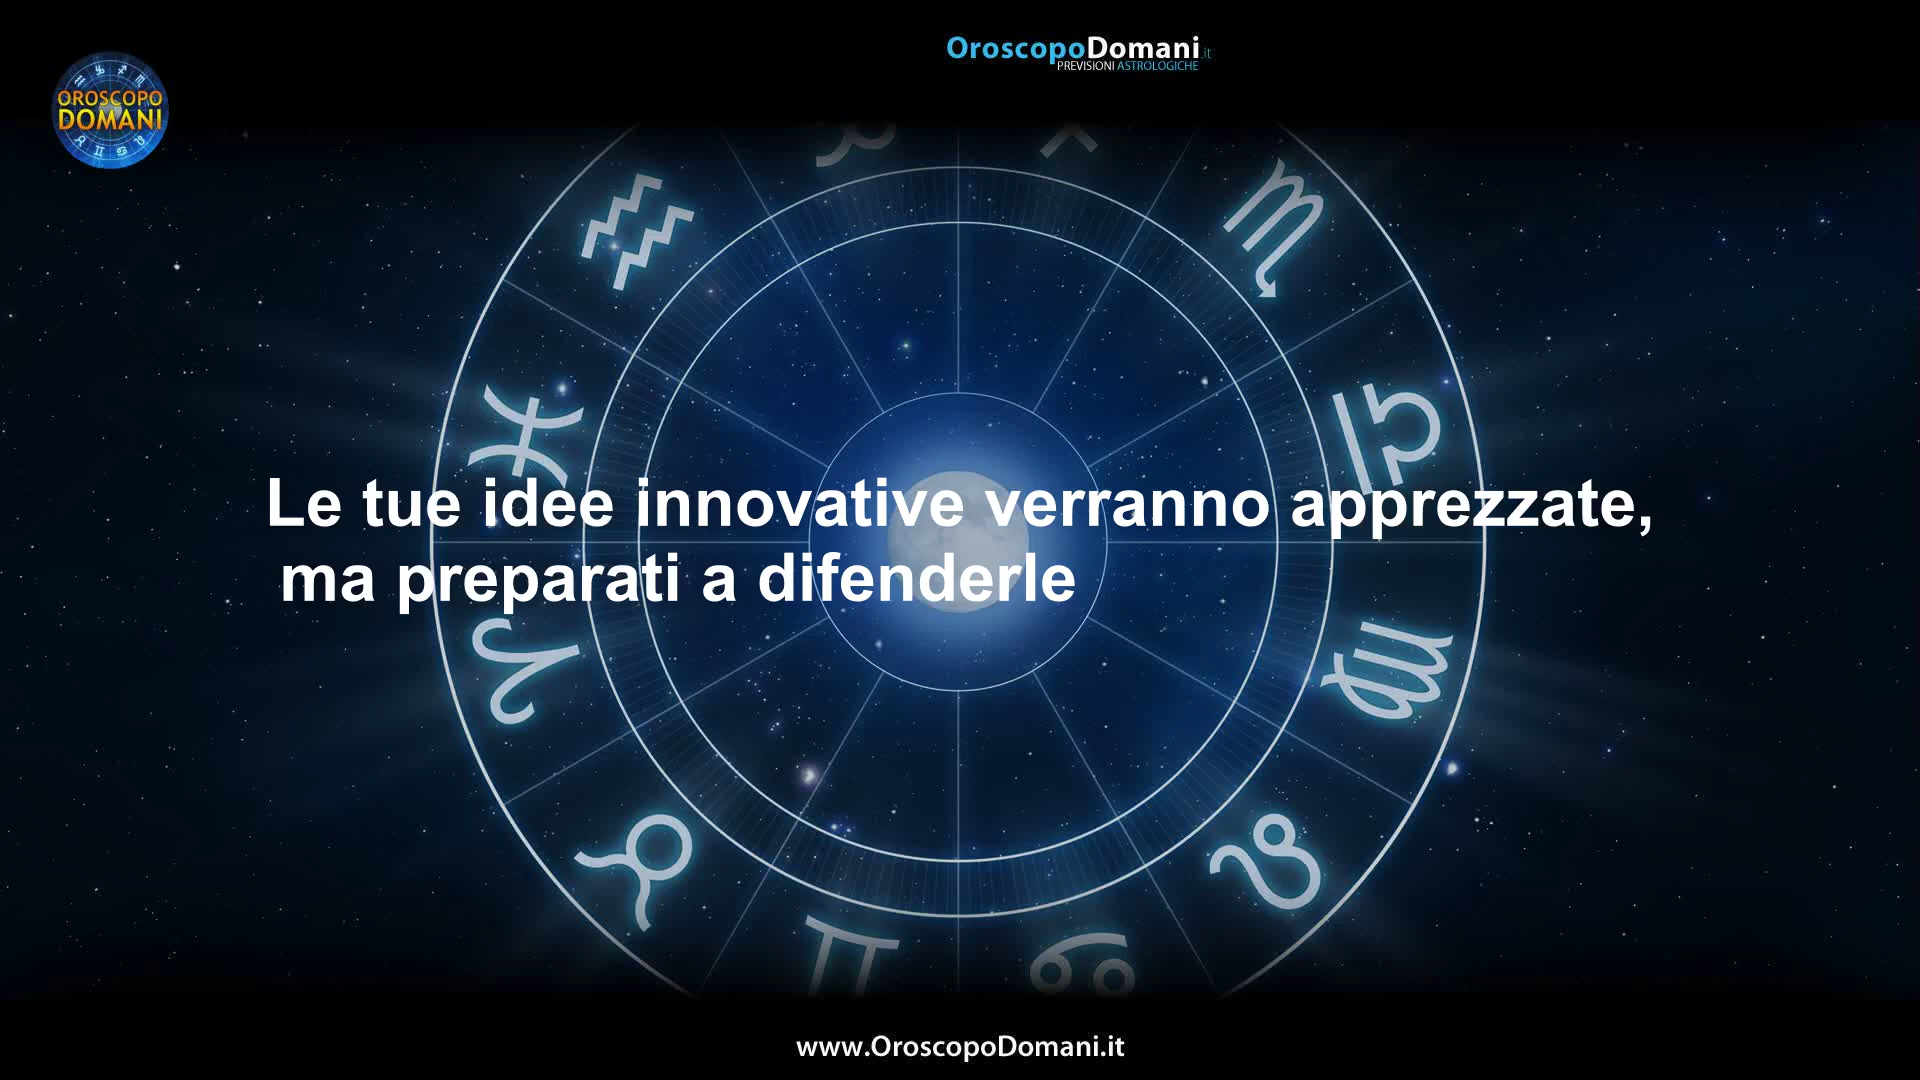 OroscopoDomani.it
PREVISIONI ASTROLOGICHE
OROSCOPO
DOMANI
Le tue idee innovative verranno apprezzate,
ma preparati a difenderle
www.OroscopoDomani.it